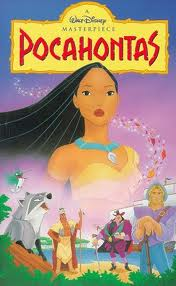 A
WALT DISNEY
MASTERPIECE
POCAHONTAS